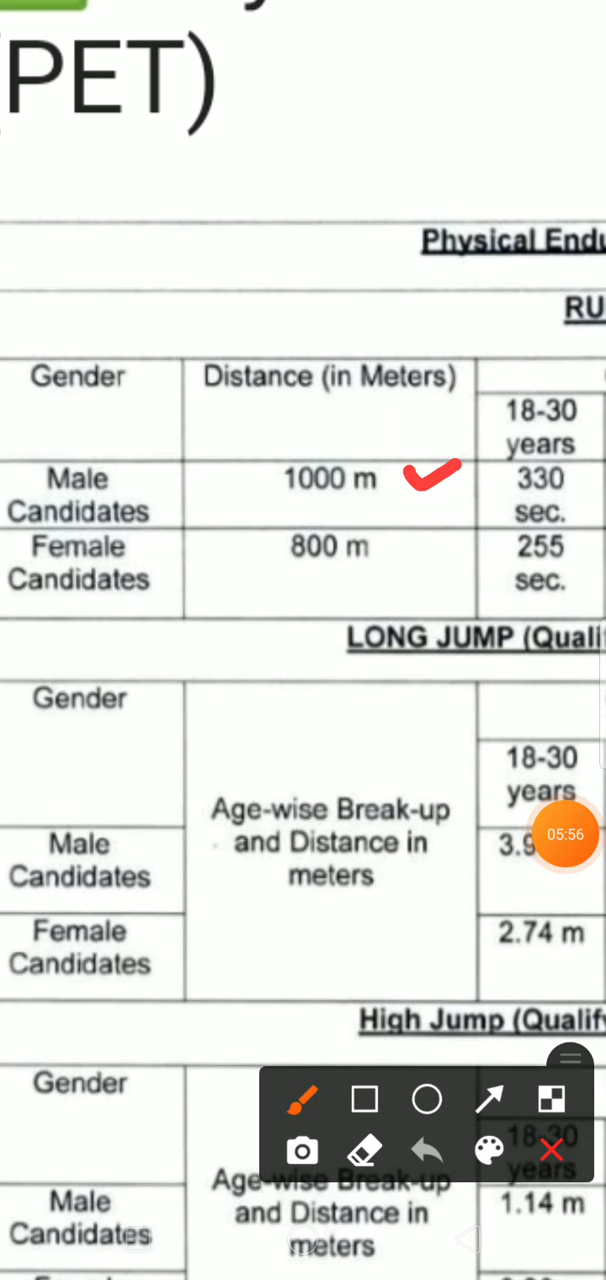 (PET)
Physical Endu
RU
Gender
Distance (in Meters)
18-30
years
Male
Candidates
1000 m
330
sec.
Female
Candidates
800 m
255
sec.
LONG JUMP (Qualif
Gender
Age-wise Break-up
and Distance in
meters
18-30
years
Male
Candidates
3.9
05:56
Female
Candidates
2.74 m
High Jump (Qualify
Gender
Age-wise Break-up
and Distance in
meters
18-30
years
Male
Candidates
1.14 m